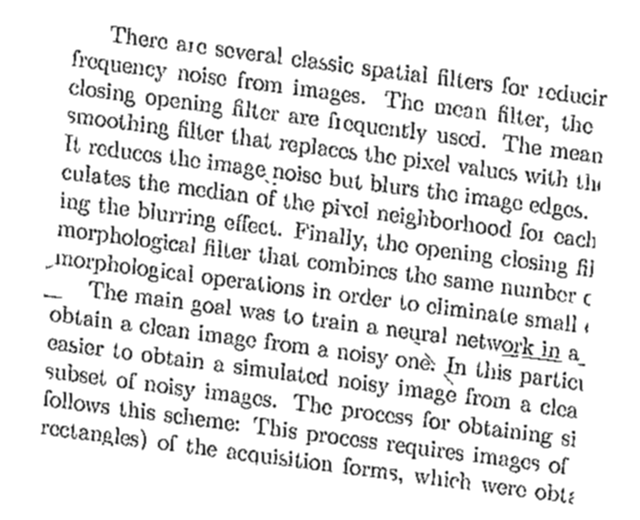 There are several classic spatial filters for reducin
frequency noise from images. The mean filter, the
closing opening filter are frequently used. The mean
smoothing filter that replaces the pixel values with the
It reduces the image noise but blurs the image edges.
culates the median of the pixel neighborhood for each
ing the blurring effect. Finally, the opening closing fil
morphological filter that combines the same number o
morphological operations in order to eliminate small
The main goal was to train a neural network in a
obtain a clean image from a noisy one. In this particu
easier to obtain a simulated noisy image from a clea
subset of noisy images. The process for obtaining si
follows this scheme: This process requires images of
rectangles) of the acquisition forms, which were obta